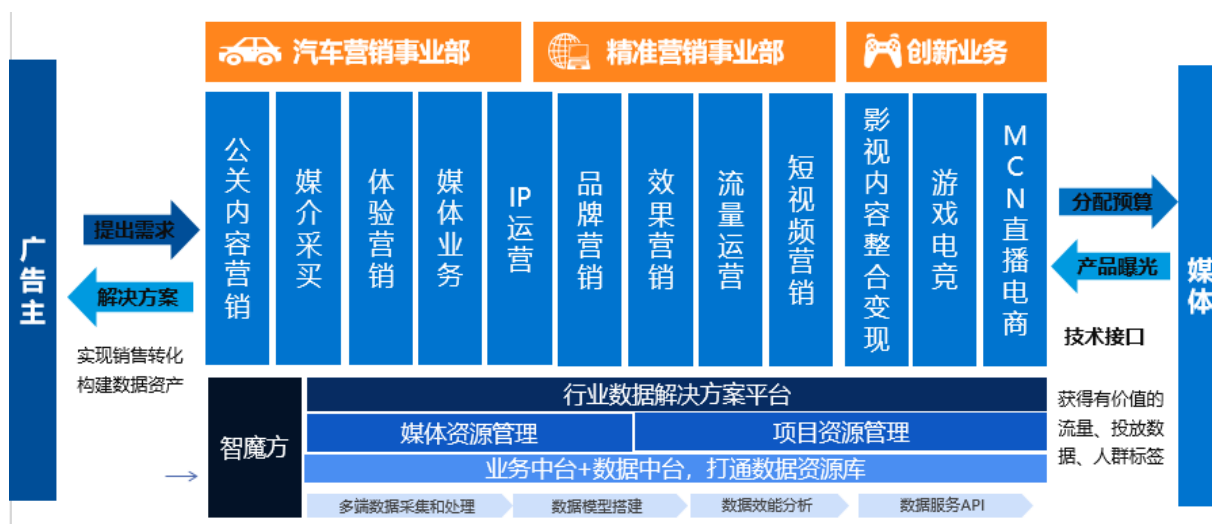 汽车营销事业部
精准营销事业部
创新业务
广告主
提出需求
解决方案
实现销售转化
构建数据资产
公关内容营销
媒介采买
体验营销
媒体业务
IP运营
品牌营销
效果营销
流量运营
短视频营销
影视内容整合变现
游戏电竞
MCN直播电商
分配预算
产品曝光
技术接口
获得有价值的
流量、投放数
据、人群标签
媒体
智魔方
行业数据解决方案平台
媒体资源管理
项目资源管理
业务中台+数据中台，打通数据资源库
多端数据采集和处理
数据模型搭建
数据效能分析
数据服务API